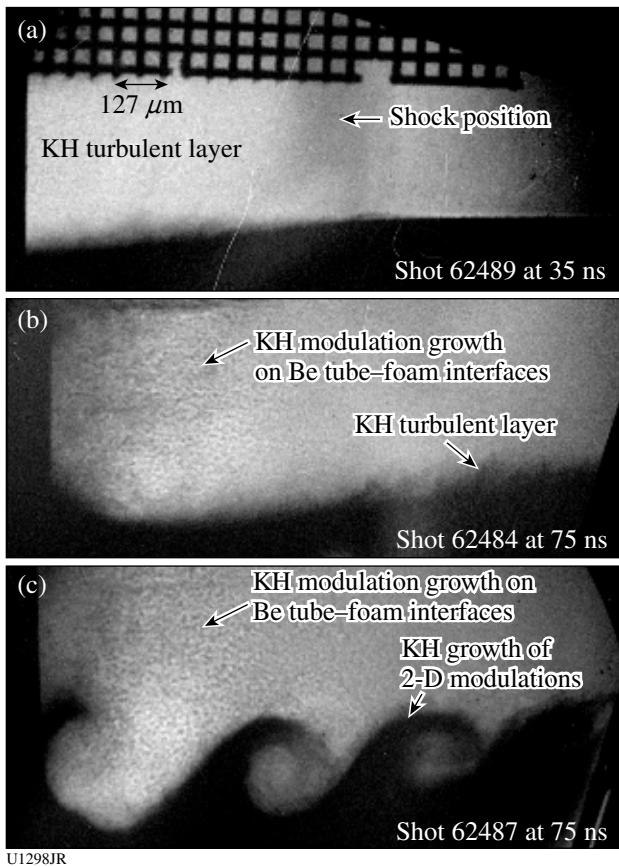 (a)
127 μm
Shock position
KH turbulent layer
Shot 62489 at 35 ns
(b)
KH modulation growth
on Be tube–foam interfaces
KH turbulent layer
Shot 62484 at 75 ns
(c)
KH modulation growth on
Be tube–foam interfaces
KH growth of
2-D modulations
Shot 62487 at 75 ns
U1298JR